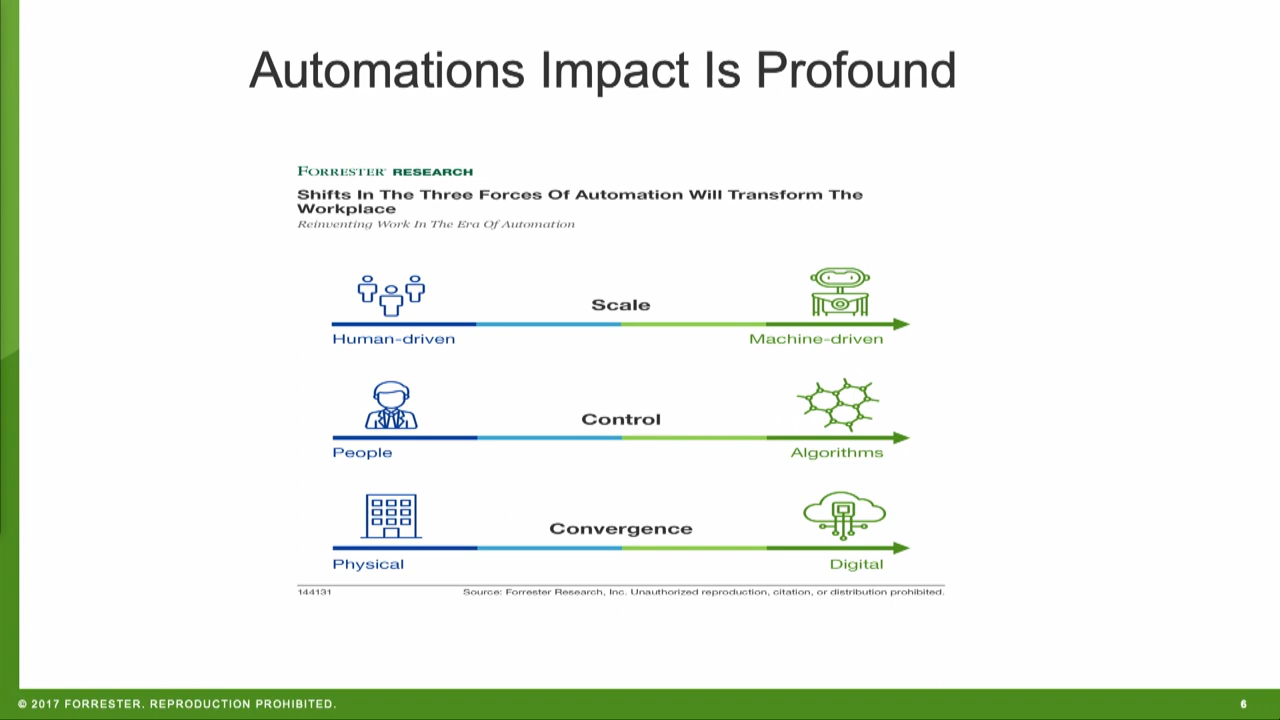 Automations Impact Is Profound
FORRESTER® RESEARCH
Shifts In The Three Forces Of Automation Will Transform The
Workplace
Reinventing Work In The Era Of Automation
Scale
Human-driven
Machine-driven
Control
People
Algorithms
Convergence
Physical
Digital
144131
Source: Forrester Research, Inc. Unauthorized reproduction, citation, or distribution prohibited.
© 2017 FORRESTER. REPRODUCTION PROHIBITED.
6